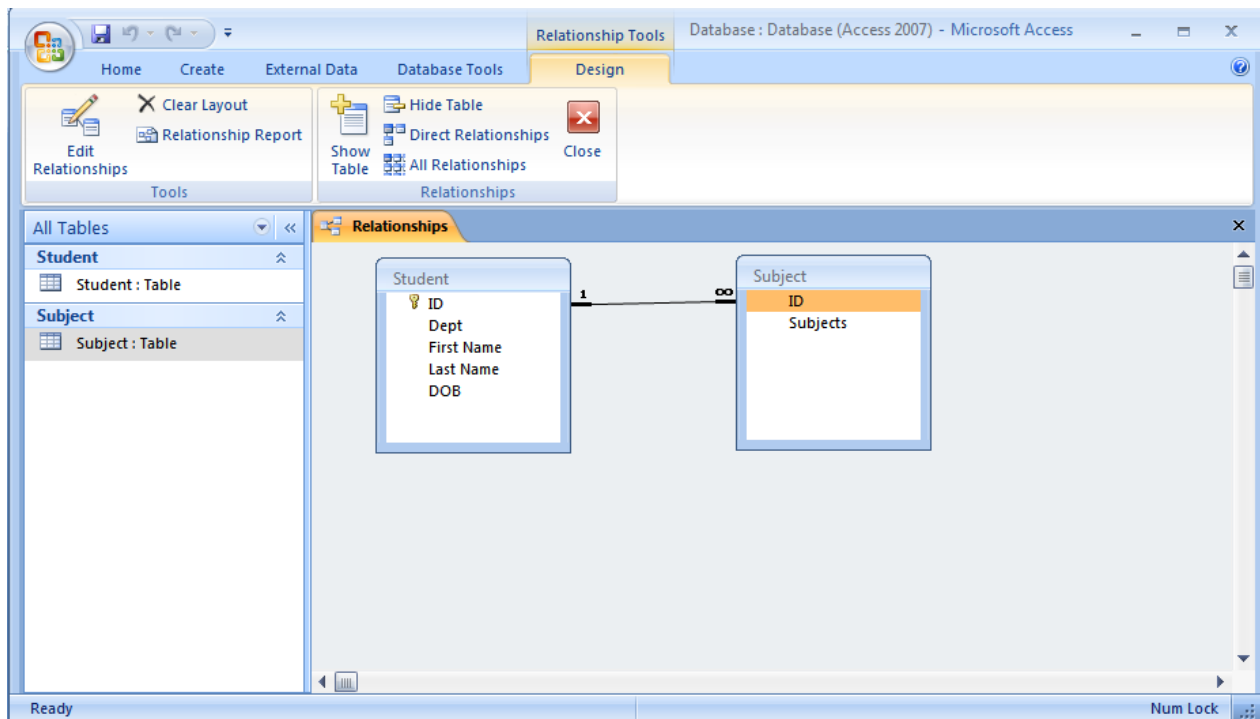 Relationship Tools
Database : Database (Access 2007) - Microsoft Access
Home Create External Data Database Tools Design
Edit Relationships
Clear Layout
Relationship Report
Tools
Show Table
Hide Table
Direct Relationships
All Relationships
Close
Relationships
All Tables
Student
Student : Table
Subject
Subject : Table
Relationships
Student
ID
Dept
First Name
Last Name
DOB
1 ∞
Subject
ID
Subjects
Ready
Num Lock